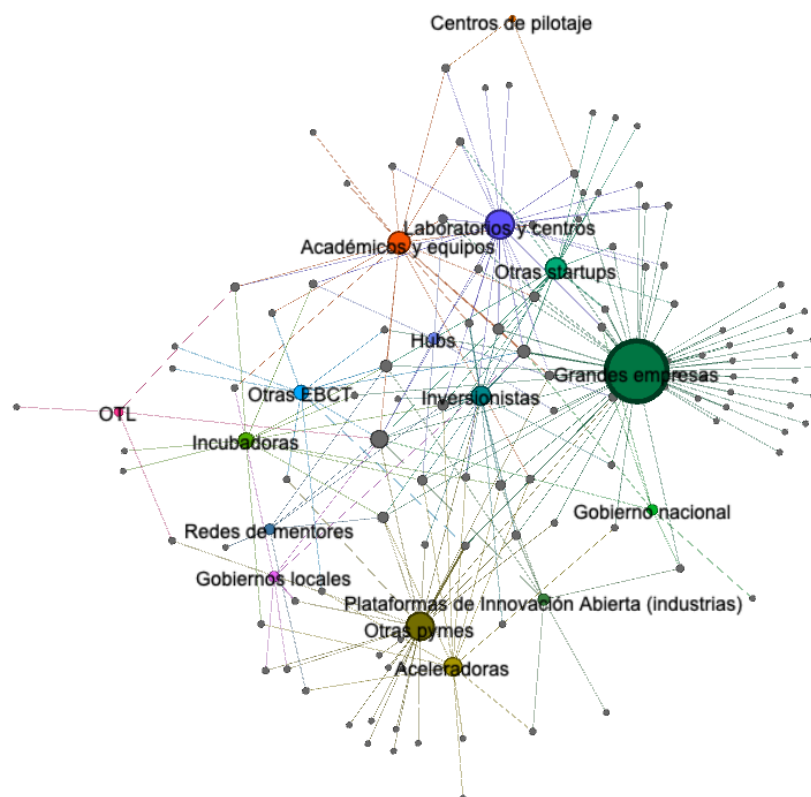 Centros de pilotaje
Laboratorios y centros
Académicos y equipos
Otras startups
Hubs
Grandes empresas
Otras EBCT
Inversionistas
OTL
Incubadoras
Gobierno nacional
Redes de mentores
Gobiernos locales
Plataformas de Innovación Abierta (industrias)
Otras pymes
Aceleradoras